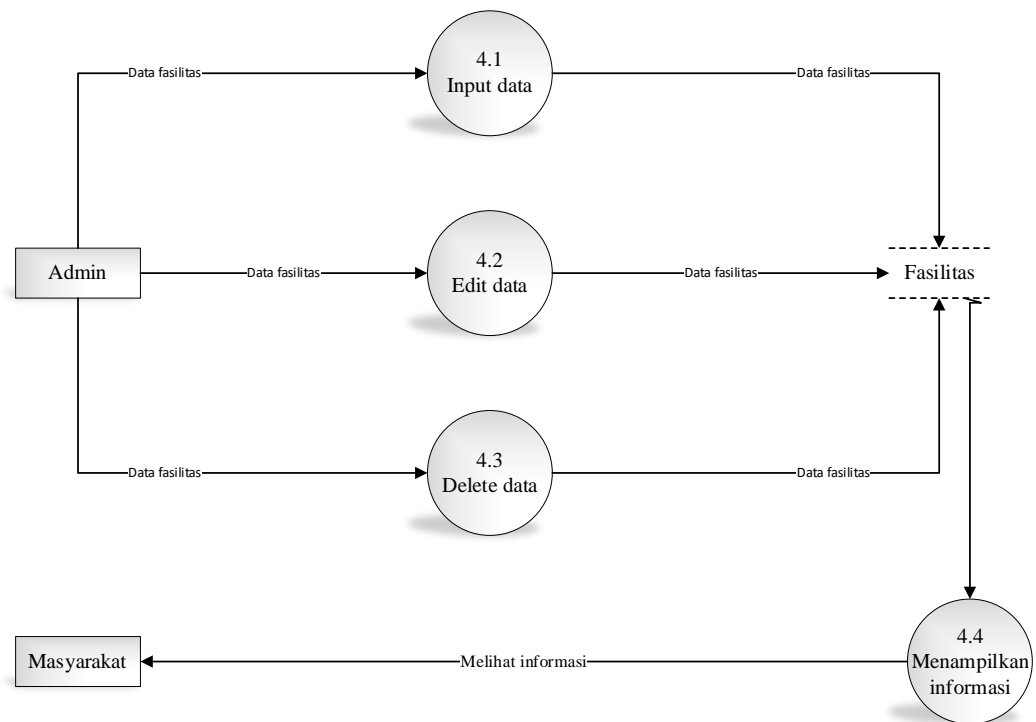 4.1
Input data
Data fasilitas
Data fasilitas
Admin
Data fasilitas
4.2
Edit data
Data fasilitas
Fasilitas
Data fasilitas
4.3
Delete data
Data fasilitas
Masyarakat
Melihat informasi
4.4
Menampilkan
informasi